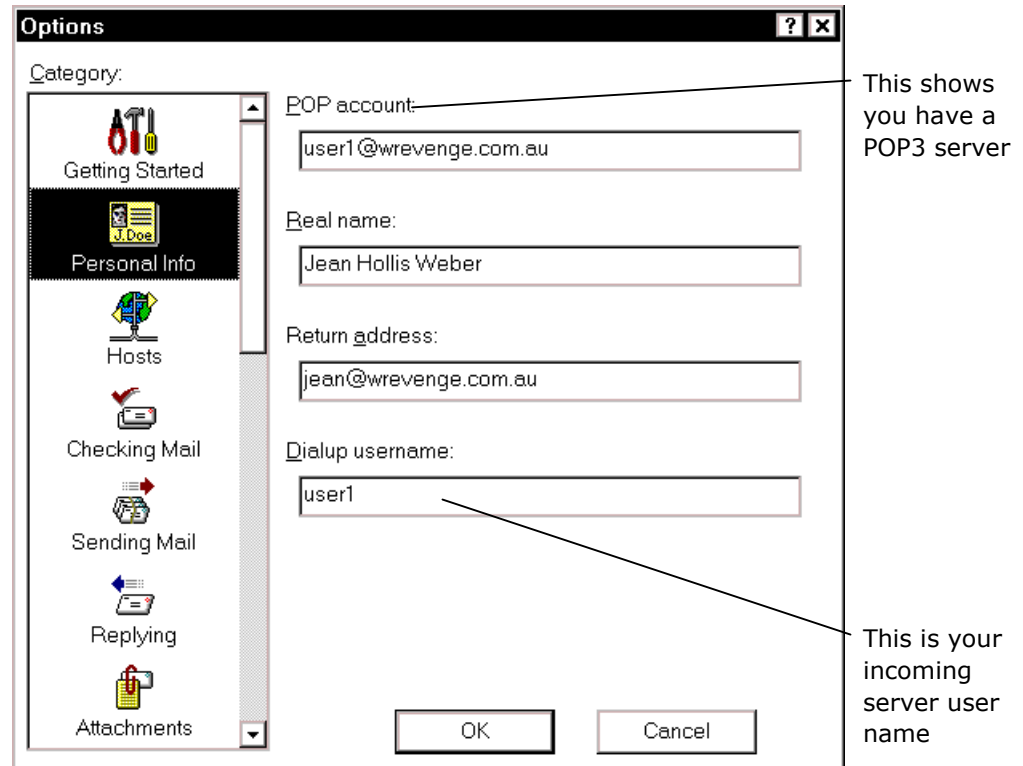 Options
Category:
Getting Started
J.Doe
Personal Info
Hosts
Checking Mail
Sending Mail
Replying
Attachments
POP account:
user1@wrevenge.com.au
Real name:
Jean Hollis Weber
Return address:
jean@wrevenge.com.au
Dialup username:
user1
OK
Cancel
This shows
you have a
POP3 server
This is your
incoming
server user
name